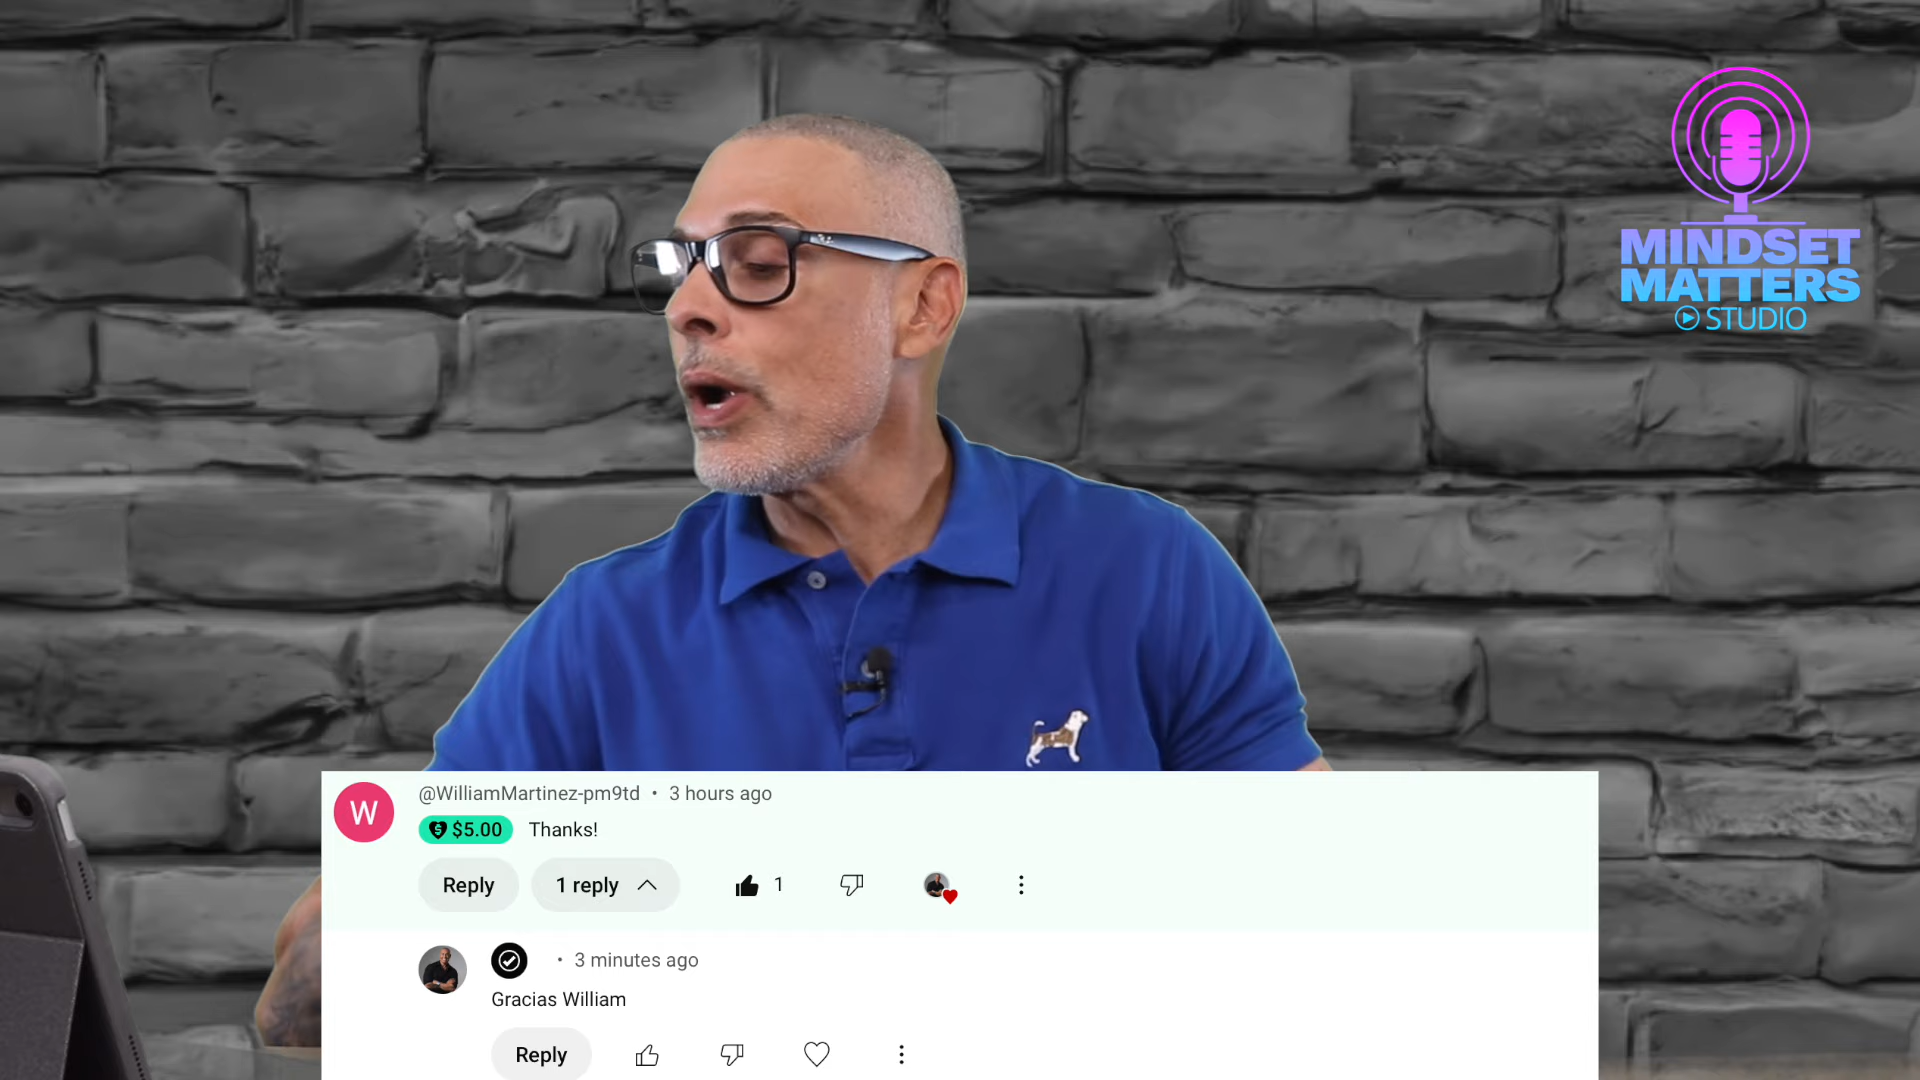 MINDSET
MATTERS
STUDIO
W
@WilliamMartinez-pm9td • 3 hours ago
$5.00 Thanks!
Reply 1 reply 1
• 3 minutes ago
Gracias William
Reply